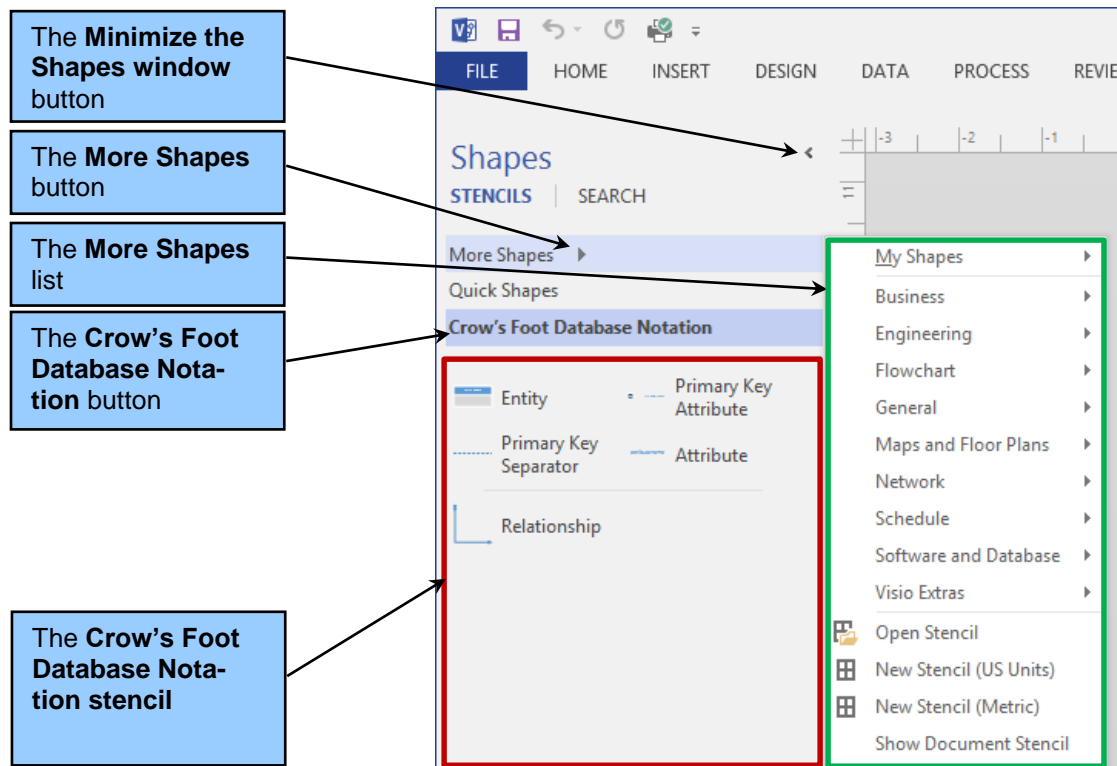 The Minimize the
Shapes window
button
The More Shapes
button
The More Shapes
list
The Crow’s Foot
Database Nota-
tion button
The Crow’s Foot
Database Nota-
tion stencil
FILE HOME INSERT DESIGN DATA PROCESS REVIE
-3 -2 -1
Shapes
STENCILS SEARCH
11
More Shapes
Quick Shapes
Crow’s Foot Database Notation
Entity
Primary Key
Attribute
Primary Key
Separator
Attribute
Relationship
My Shapes
Business
Engineering
Flowchart
General
Maps and Floor Plans
Network
Schedule
Software and Database
Visio Extras
Open Stencil
New Stencil (US Units)
New Stencil (Metric)
Show Document Stencil